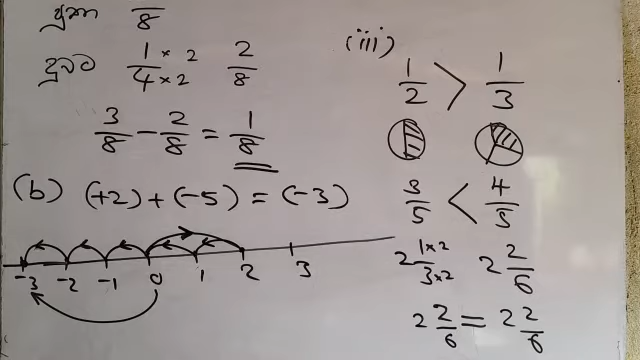 පුතා /8
දුවට 1×2/4×2 2/8
3/8 − 2/8 = 1/8
(b) (+2) + (−5) = (−3)
-3 -2 -1 0 1 2 3
(iii)
1/2 > 1/3
3/5 < 4/5
2 1×2/3×2 2 2/6
2 2/6 = 2 2/6